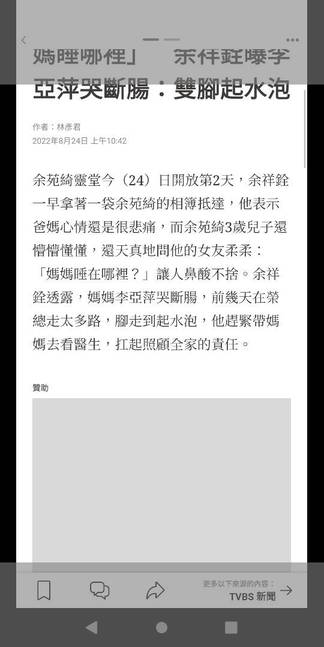 媽睡哪裡」 余祥銓曝李
亞萍哭斷腸：雙腳起水泡
作者：林彥君
2022年8月24日 上午10:42
余苑綺靈堂今（24）日開放第2天，余祥銓
一早拿著一袋余苑綺的相簿抵達，他表示
爸媽心情還是很悲痛，而余苑綺3歲兒子還
懵懵懂懂，還天真地問他的女友柔柔：
「媽媽睡在哪裡？」讓人鼻酸不捨。余祥
銓透露，媽媽李亞萍哭斷腸，前幾天在榮
總走太多路，腳走到起水泡，他趕緊帶媽
媽去看醫生，扛起照顧全家的責任。
贊助
更多以下來源的內容：
TVBS 新聞